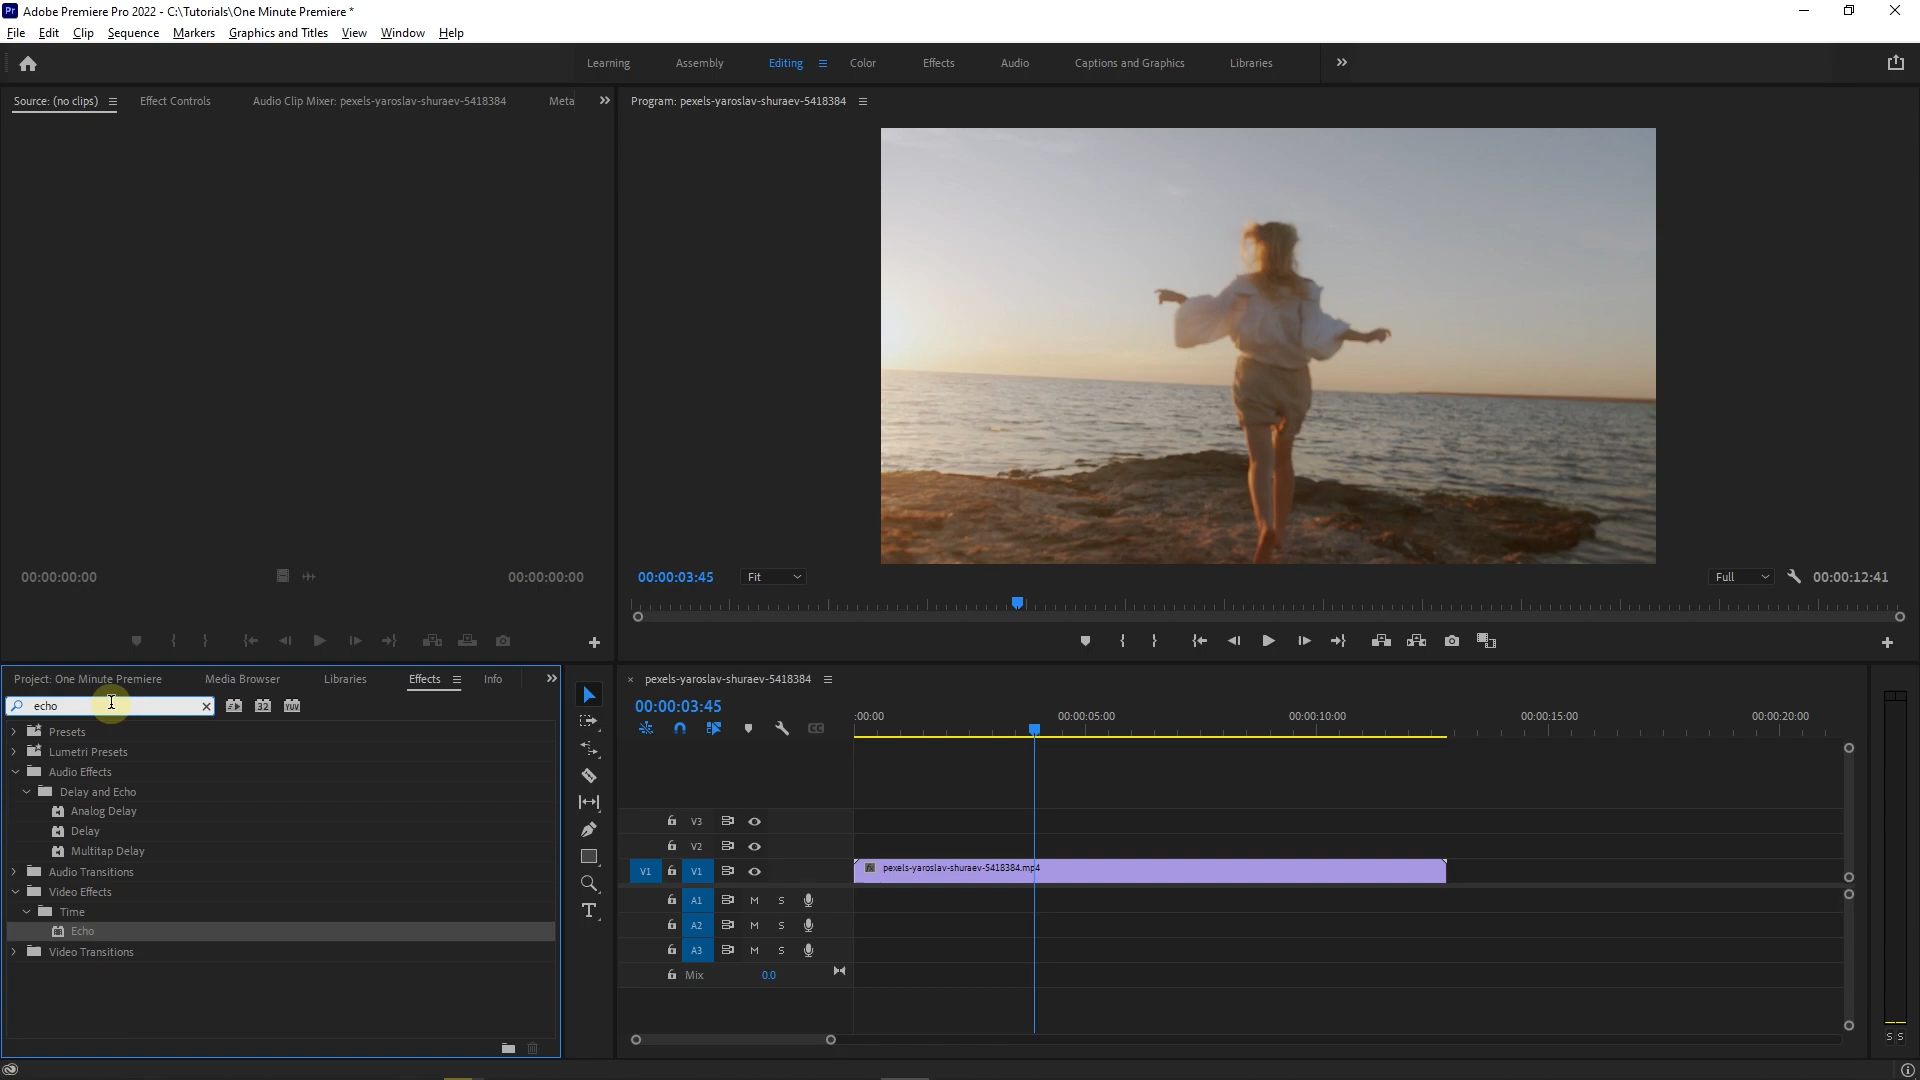 Pr Adobe Premiere Pro 2022 - C:\Tutorials\One Minute Premiere *
File Edit Clip Sequence Markers Graphics and Titles View Window Help
Learning Assembly Editing Color Effects Audio Captions and Graphics Libraries
Source: (no clips) Effect Controls Audio Clip Mixer: pexels-yaroslav-shuraev-5418384 Meta
Program: pexels-yaroslav-shuraev-5418384
00:00:00:00 00:00:00:00
00:00:03:45 Fit Full 00:00:12:41
Project: One Minute Premiere Media Browser Libraries Effects Info
echo 32 YUV
Presets
Lumetri Presets
Audio Effects
Delay and Echo
Analog Delay
Delay
Multitap Delay
Audio Transitions
Video Effects
Time
Echo
Video Transitions
× pexels-yaroslav-shuraev-5418384
00:00:03:45
:00:00 00:00:05:00 00:00:10:00 00:00:15:00 00:00:20:00
CC
V3
V2
V1 V1 fx pexels-yaroslav-shuraev-5418384.mp4
A1 M S
A2 M S
A3 M S
Mix 0.0
T
S S